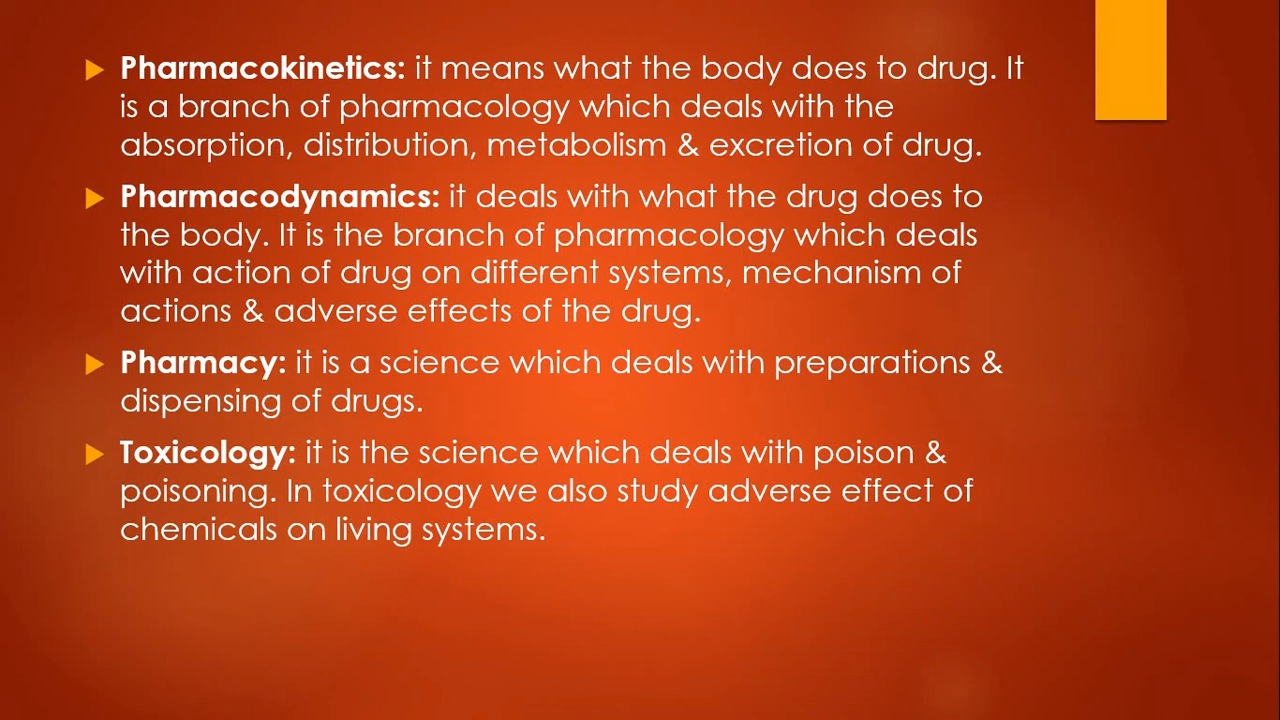 Pharmacokinetics: it means what the body does to drug. It
is a branch of pharmacology which deals with the
absorption, distribution, metabolism & excretion of drug.
Pharmacodynamics: it deals with what the drug does to
the body. It is the branch of pharmacology which deals
with action of drug on different systems, mechanism of
actions & adverse effects of the drug.
Pharmacy: it is a science which deals with preparations &
dispensing of drugs.
Toxicology: it is the science which deals with poison &
poisoning. In toxicology we also study adverse effect of
chemicals on living systems.